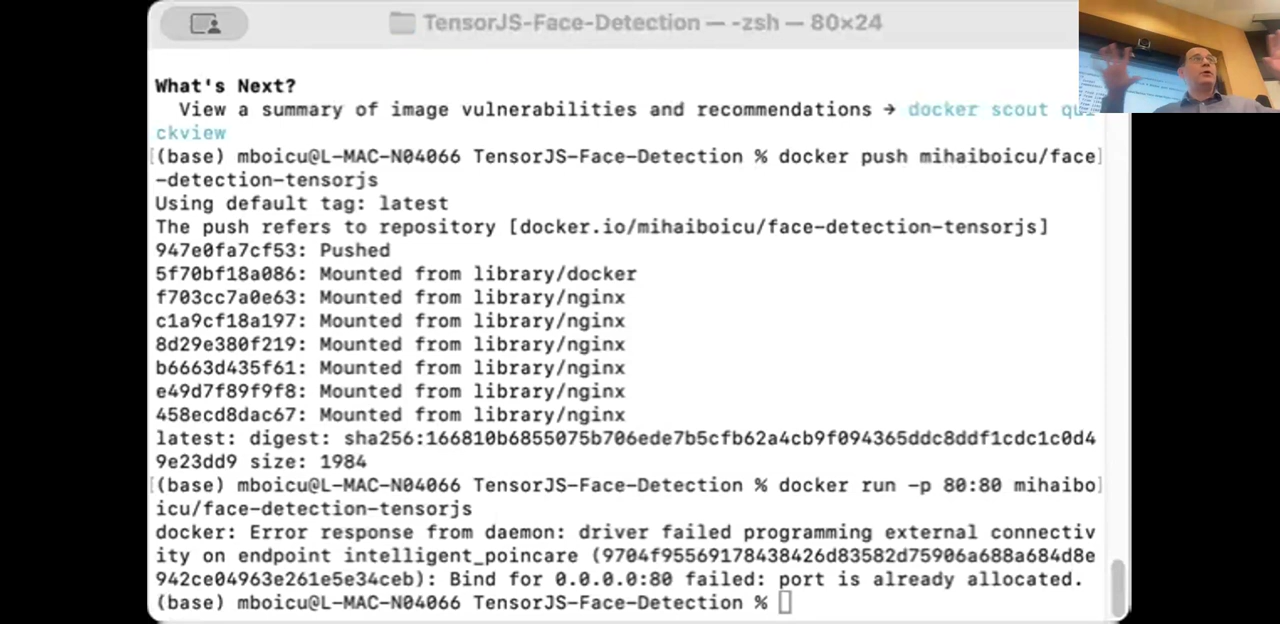 TensorJS-Face-Detection — -zsh — 80×24
What's Next?
View a summary of image vulnerabilities and recommendations → docker scout qui
ckview
[(base) mboicu@L-MAC-N04066 TensorJS-Face-Detection % docker push mihaiboicu/face]
-detection-tensorjs
Using default tag: latest
The push refers to repository [docker.io/mihaiboicu/face-detection-tensorjs]
947e0fa7cf53: Pushed
5f70bf18a086: Mounted from library/docker
f703cc7a0e63: Mounted from library/nginx
c1a9cf18a197: Mounted from library/nginx
8d29e380f219: Mounted from library/nginx
b6663d435f61: Mounted from library/nginx
e49d7f89f9f8: Mounted from library/nginx
458ecd8dac67: Mounted from library/nginx
latest: digest: sha256:166810b6855075b706ede7b5cfb62a4cb9f094365ddc8ddf1cdc1c0d4
9e23dd9 size: 1984
[(base) mboicu@L-MAC-N04066 TensorJS-Face-Detection % docker run -p 80:80 mihaibo]
icu/face-detection-tensorjs
docker: Error response from daemon: driver failed programming external connectiv
ity on endpoint intelligent_poincare (9704f95569178438426d83582d75906a688a684d8e
942ce04963e261e5e34ceb): Bind for 0.0.0.0:80 failed: port is already allocated.
(base) mboicu@L-MAC-N04066 TensorJS-Face-Detection %